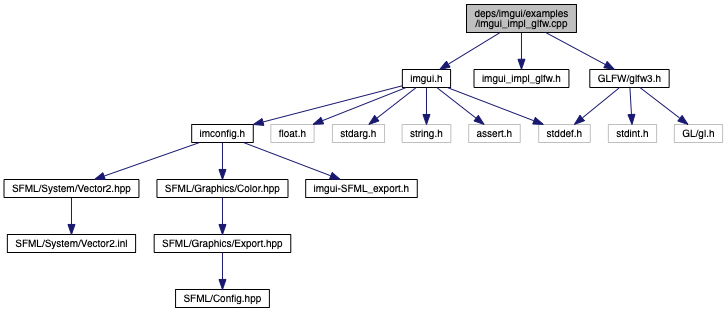 deps/imgui/examples
/imgui_impl_glfw.cpp
imgui.h
imgui_impl_glfw.h
GLFW/glfw3.h
imconfig.h
float.h
stdarg.h
string.h
assert.h
stddef.h
stdint.h
GL/gl.h
SFML/System/Vector2.hpp
SFML/Graphics/Color.hpp
imgui-SFML_export.h
SFML/System/Vector2.inl
SFML/Graphics/Export.hpp
SFML/Config.hpp